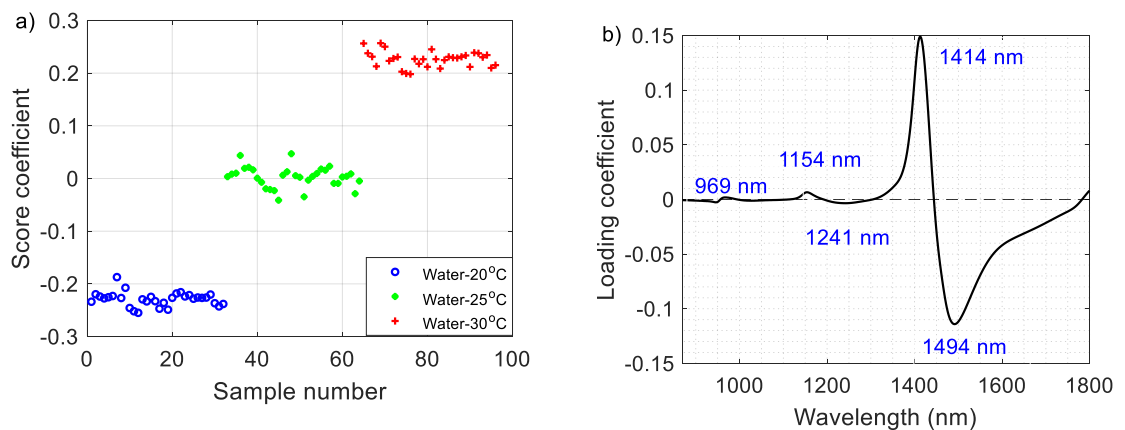 a)
0.3
0.2
0.1
0
-0.1
-0.2
-0.3
Score coefficient
0 20 40 60 80 100
Sample number
Water-20°C
Water-25°C
Water-30°C
b)
0.15
0.1
0.05
0
-0.05
-0.1
-0.15
Loading coefficient
1414 nm
1154 nm
969 nm
1241 nm
1494 nm
1000 1200 1400 1600 1800
Wavelength (nm)